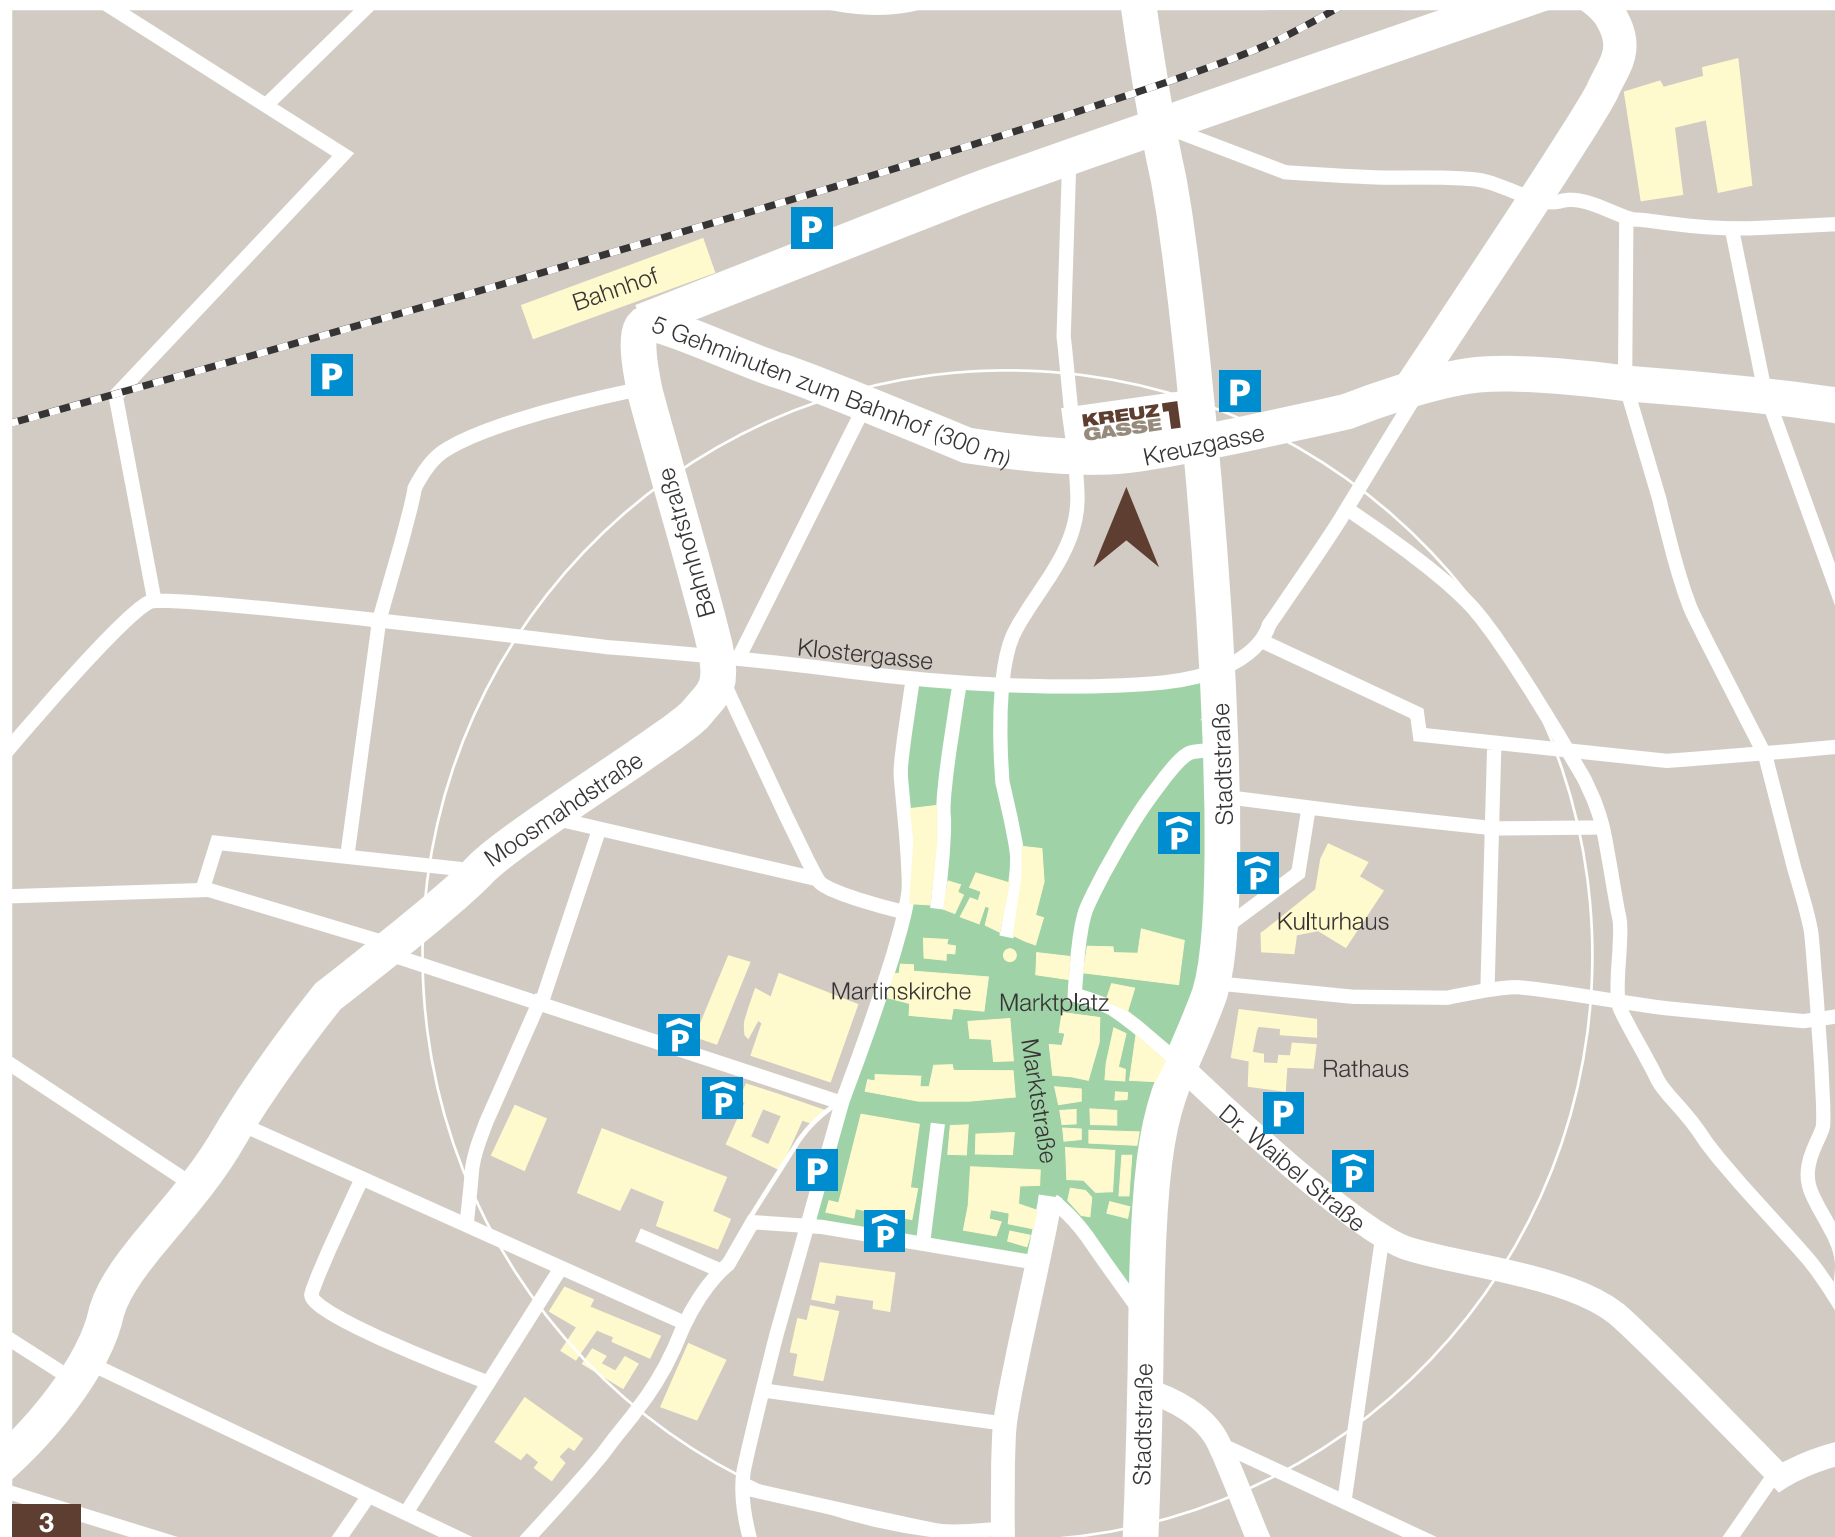 P
Bahnhof
P
5 Gehminuten zum Bahnhof (300 m)
P
KREUZ
GASSE 1
Kreuzgasse
Bahnhofstraße
Klostergasse
Stadtstraße
Moosmahdstraße
P
P
Kulturhaus
Martinskirche
Marktplatz
P
Rathaus
Marktstraße
P
P
Dr. Waibel Straße
P
P
P
Stadtstraße
3